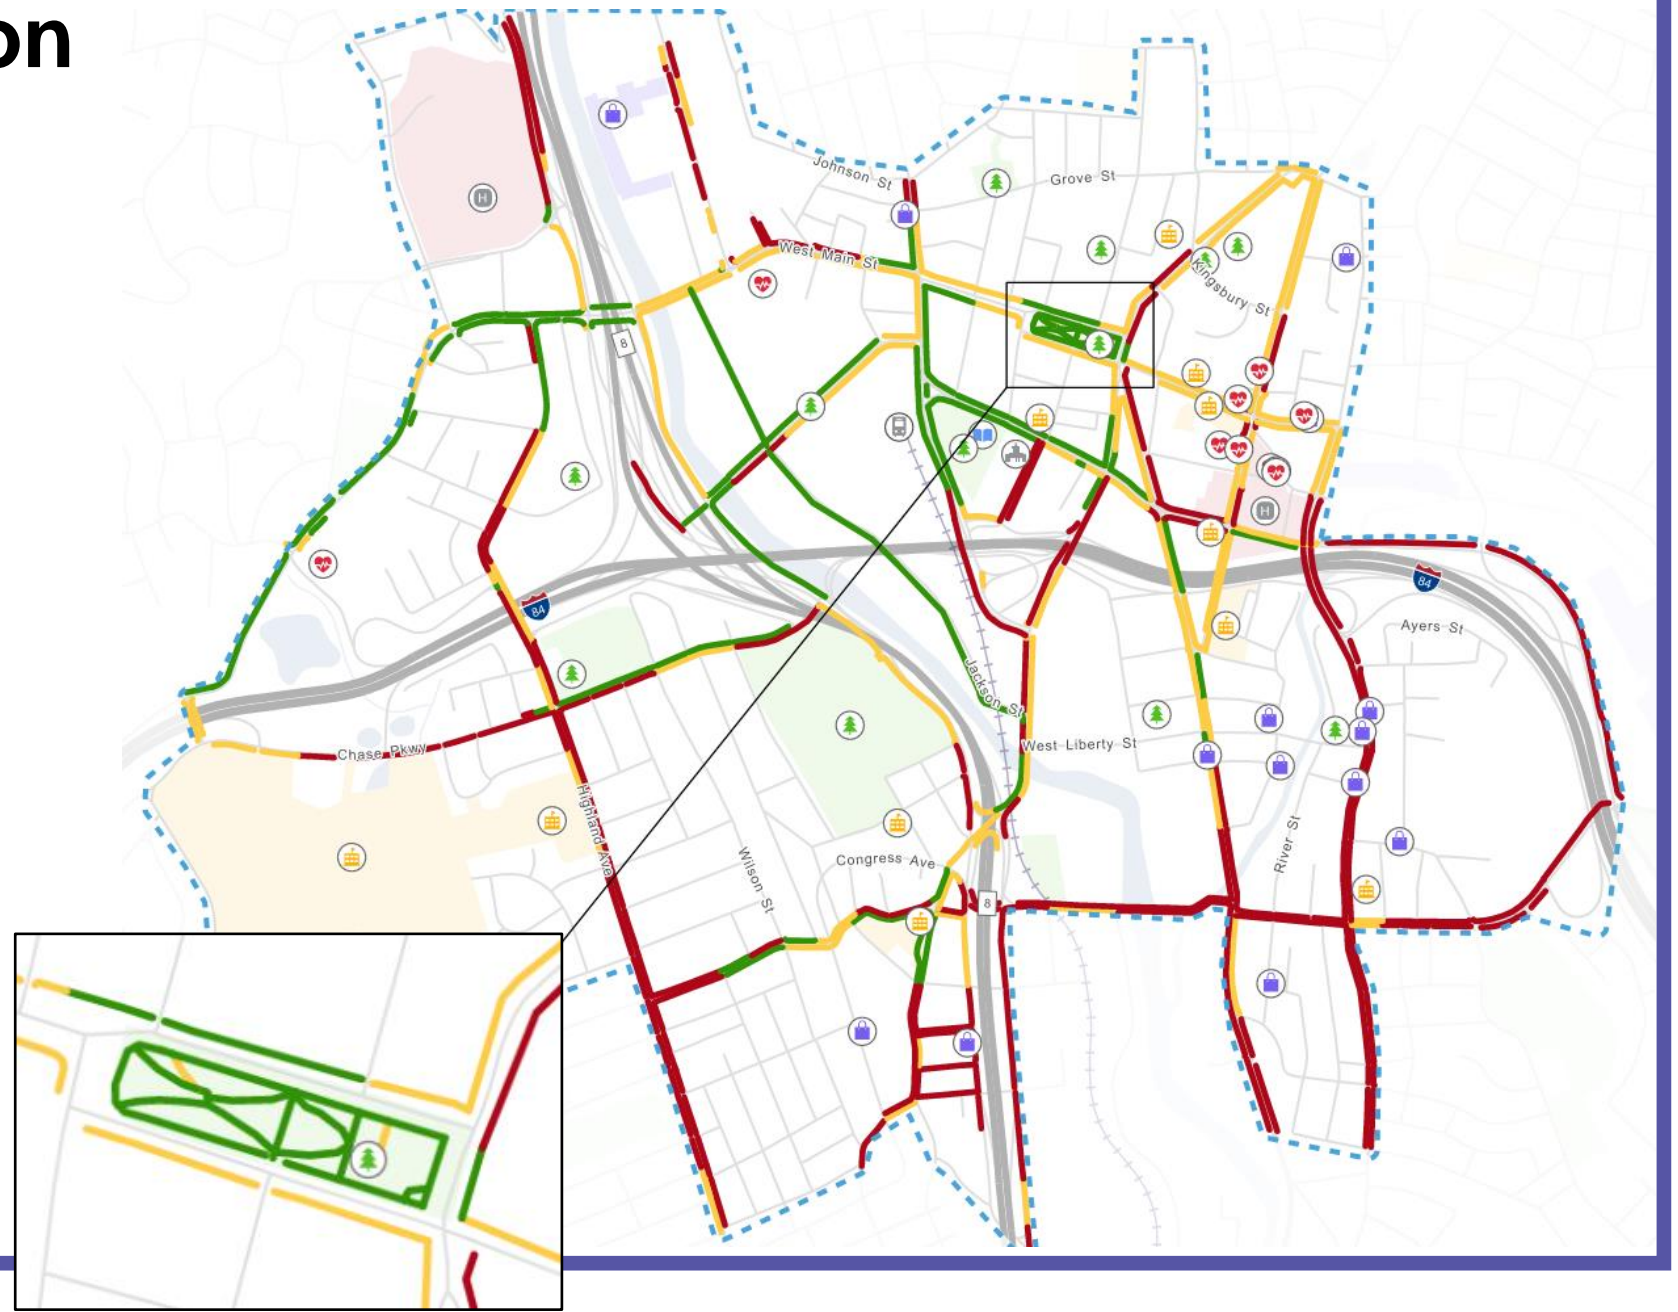 on
Johnson St
Grove St
West Main St
Kingsbury St
8
H
H
84
84
Ayers St
Jackson St
West Liberty St
Chase Pkwy
Highland Ave
River St
Wilson St
Congress Ave
8